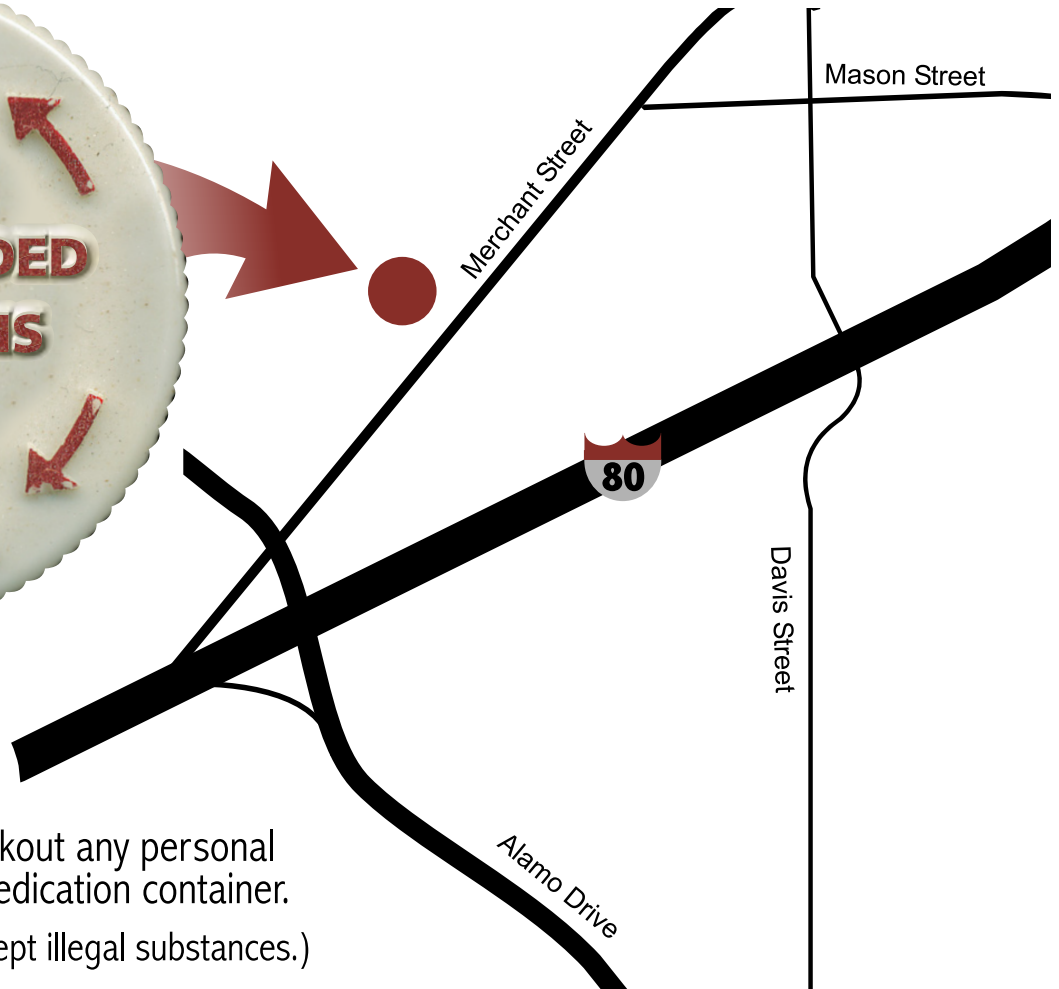 Mason Street
Merchant Street
DED
NS
80
Davis Street
kout any personal
edication container.
Alamo Drive
ept illegal substances.)